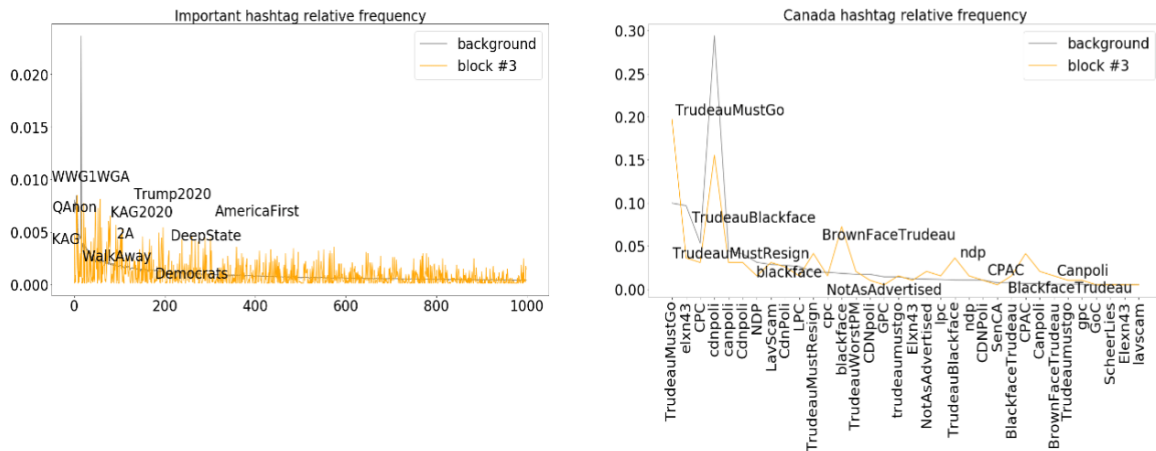 Important hashtag relative frequency
background
block #3
0.020
0.015
0.010
0.005
0.000
WWG1WGA
Trump2020
QAnon
KAG2020
AmericaFirst
2A
KAG
DeepState
WalkAway
Democrats
0
200
400
600
800
1000
Canada hashtag relative frequency
background
block #3
0.30
0.25
0.20
0.15
0.10
0.05
0.00
TrudeauMustGo
TrudeauBlackface
BrownFaceTrudeau
TrudeauMustResign
ndp
blackface
CPAC
Canpoli
NotAsAdvertised
BlackfaceTrudeau
TrudeauMustGo
elxn43
CPC
cdnpoli
canpoli
Cdnpoli
NDP
LavScam
CdnPoli
LPC
TrudeauMustResign
cpc
blackface
TrudeauWorstPM
CDNpoli
GPC
trudeaumustgo
Elxn43
NotAsAdvertised
lpc
TrudeauBlackface
ndp
CDNPoli
SenCA
BlackfaceTrudeau
CPAC
Canpoli
BrownFaceTrudeau
Trudeaumustgo
gpc
GoC
ScheerLies
Elexn43
lavscam